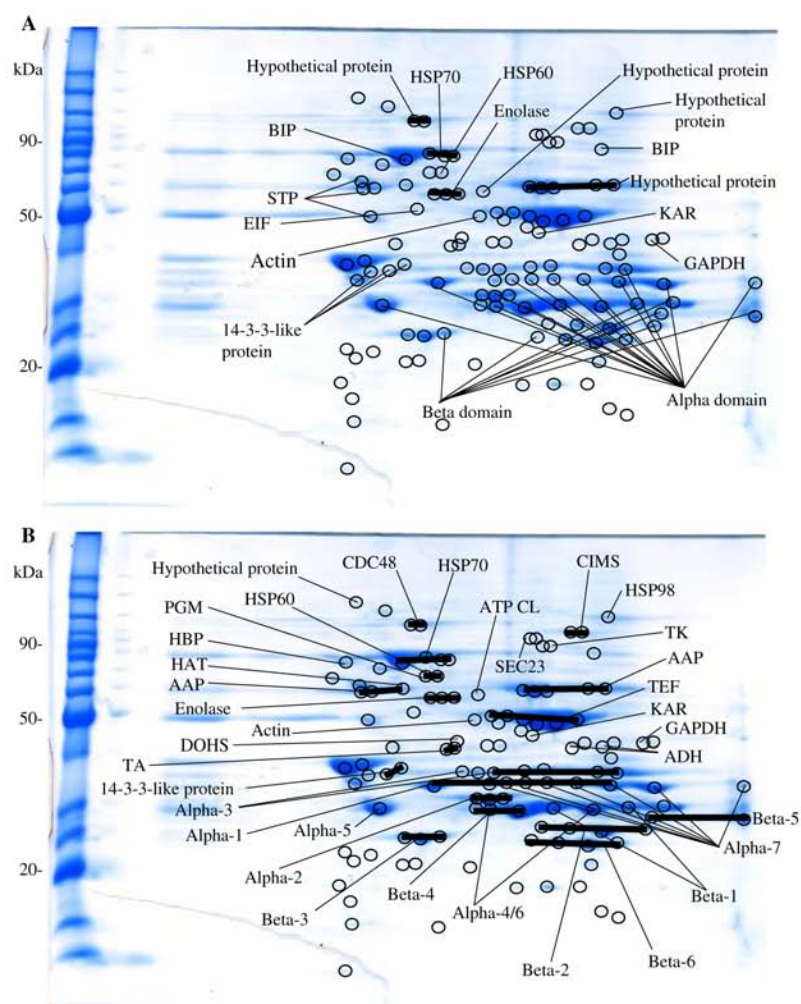 A
kDa
Hypothetical protein
HSP70
HSP60
Hypothetical protein
Enolase
Hypothetical
protein
90-
BIP
BIP
STP
Hypothetical protein
50-
EIF
KAR
Actin
GAPDH
14-3-3-like
protein
20-
Beta domain
Alpha domain
B
kDa
Hypothetical protein
CDC48
HSP70
CIMS
PGM
HSP60
ATP CL
HSP98
90-
HBP
TK
HAT
SEC23
AAP
AAP
TEF
Enolase
50-
KAR
Actin
GAPDH
DOHS
ADH
TA
14-3-3-like protein
Alpha-3
Beta-5
Alpha-1
Alpha-5
Alpha-7
20-
Alpha-2
Beta-4
Beta-1
Beta-3
Alpha-4/6
Beta-2
Beta-6